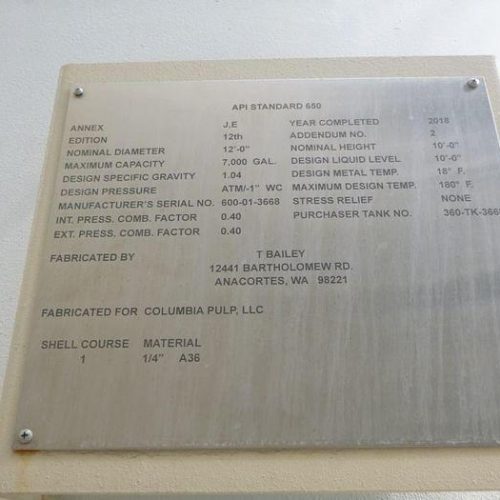 API STANDARD 650
ANNEX J,E YEAR COMPLETED 2018
EDITION 12th ADDENDUM NO. 2
NOMINAL DIAMETER 12'-0" NOMINAL HEIGHT 10'-0"
MAXIMUM CAPACITY 7,000 GAL. DESIGN LIQUID LEVEL 10'-0"
DESIGN SPECIFIC GRAVITY 1.04 DESIGN METAL TEMP. 18° F.
DESIGN PRESSURE ATM/-1" WC MAXIMUM DESIGN TEMP. 180° F.
MANUFACTURER'S SERIAL NO. 600-01-3668 STRESS RELIEF NONE
INT. PRESS. COMB. FACTOR 0.40 PURCHASER TANK NO. 360-TK-366
EXT. PRESS. COMB. FACTOR 0.40
FABRICATED BY T BAILEY
12441 BARTHOLOMEW RD.
ANACORTES, WA 98221
FABRICATED FOR COLUMBIA PULP, LLC
SHELL COURSE MATERIAL
1 1/4" A36